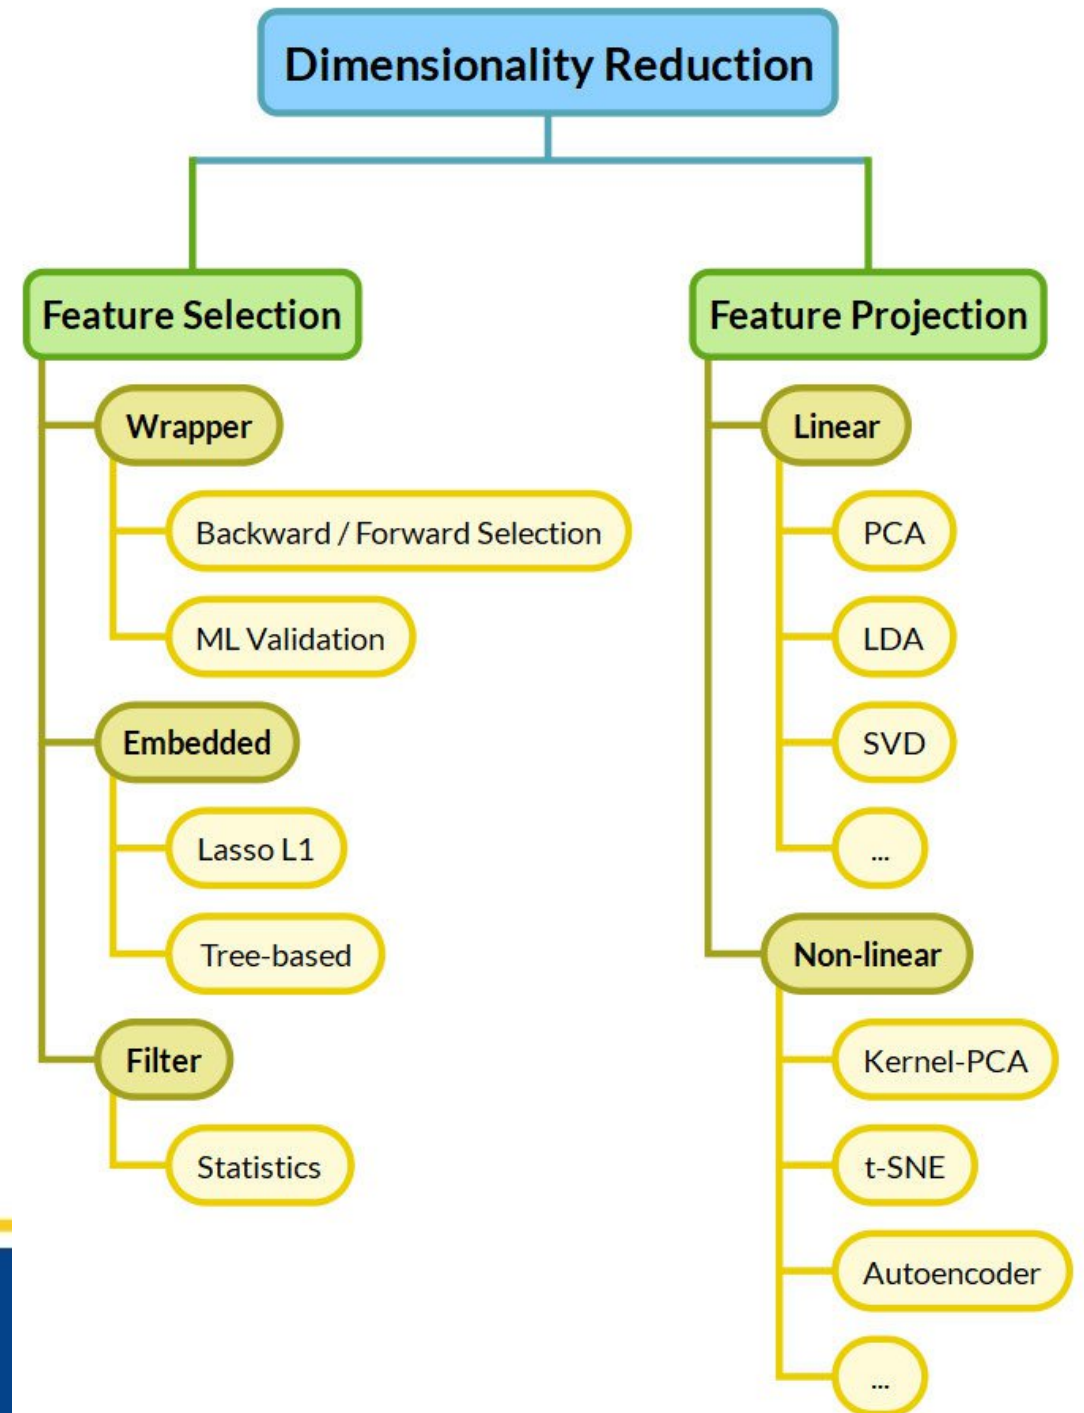 Dimensionality Reduction
Feature Selection
Wrapper
Backward / Forward Selection
ML Validation
Embedded
Lasso L1
Tree-based
Filter
Statistics
Feature Projection
Linear
PCA
LDA
SVD
...
Non-linear
Kernel-PCA
t-SNE
Autoencoder
...